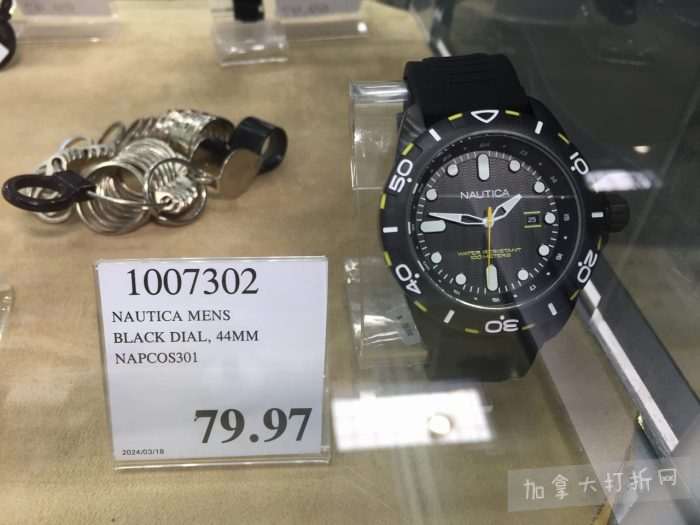 1007302
NAUTICA MENS
BLACK DIAL, 44MM
NAPCOS301
79.97
2024/03/18
NAUTICA
25
WATER RESISTANT
100 METERS
10
20
30
40
50
加拿大打折网